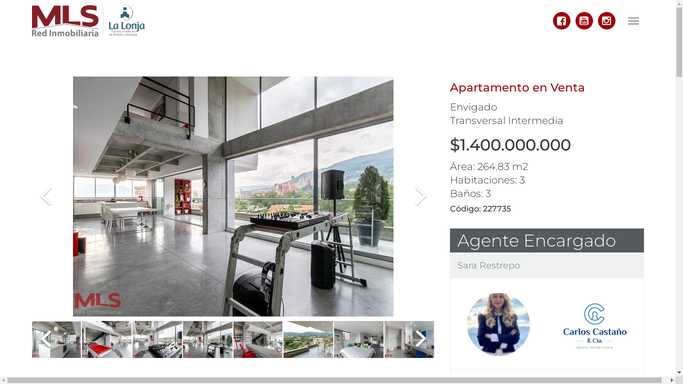 MLS
Red Inmobiliaria
La Lonja
Apartamento en Venta
Envigado
Transversal Intermedia
$1.400.000.000
Área: 264.83 m2
Habitaciones: 3
Baños: 3
Código: 227735
Agente Encargado
Sara Restrepo
Carlos Castaño
& Cía.
MLS